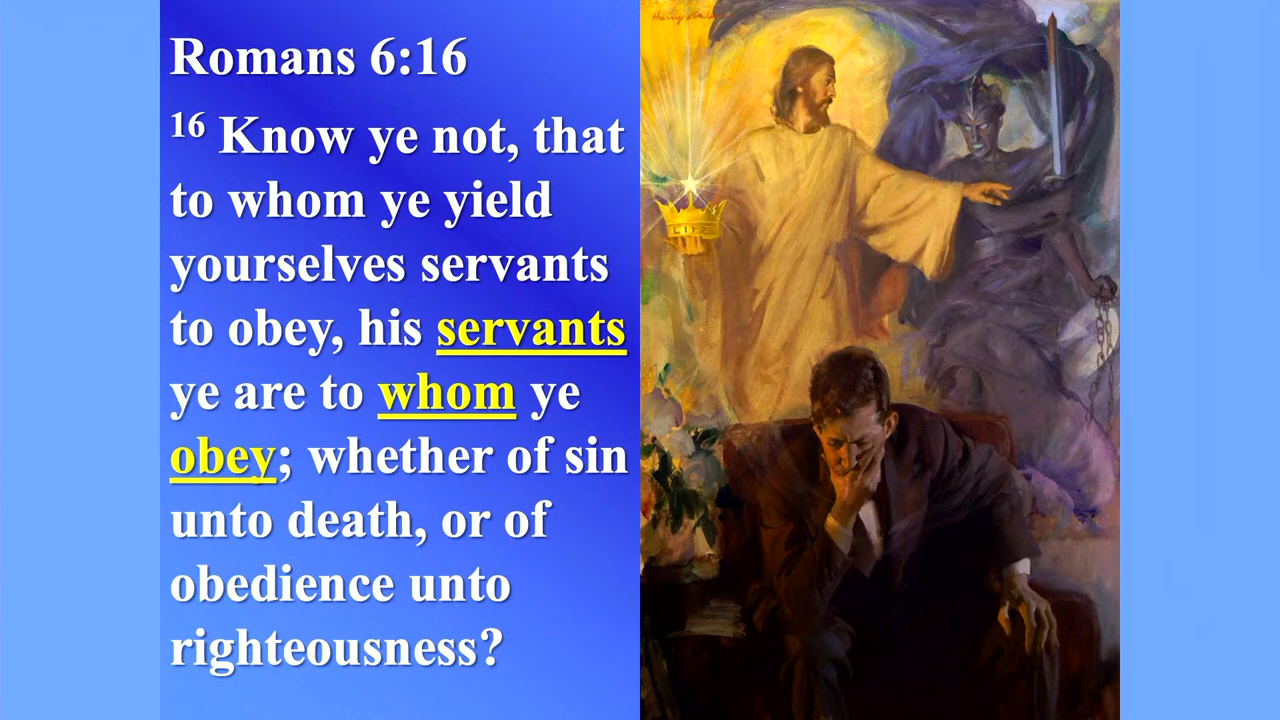 Romans 6:16
16 Know ye not, that
to whom ye yield
yourselves servants
to obey, his servants
ye are to whom ye
obey; whether of sin
unto death, or of
obedience unto
righteousness?
LIFE